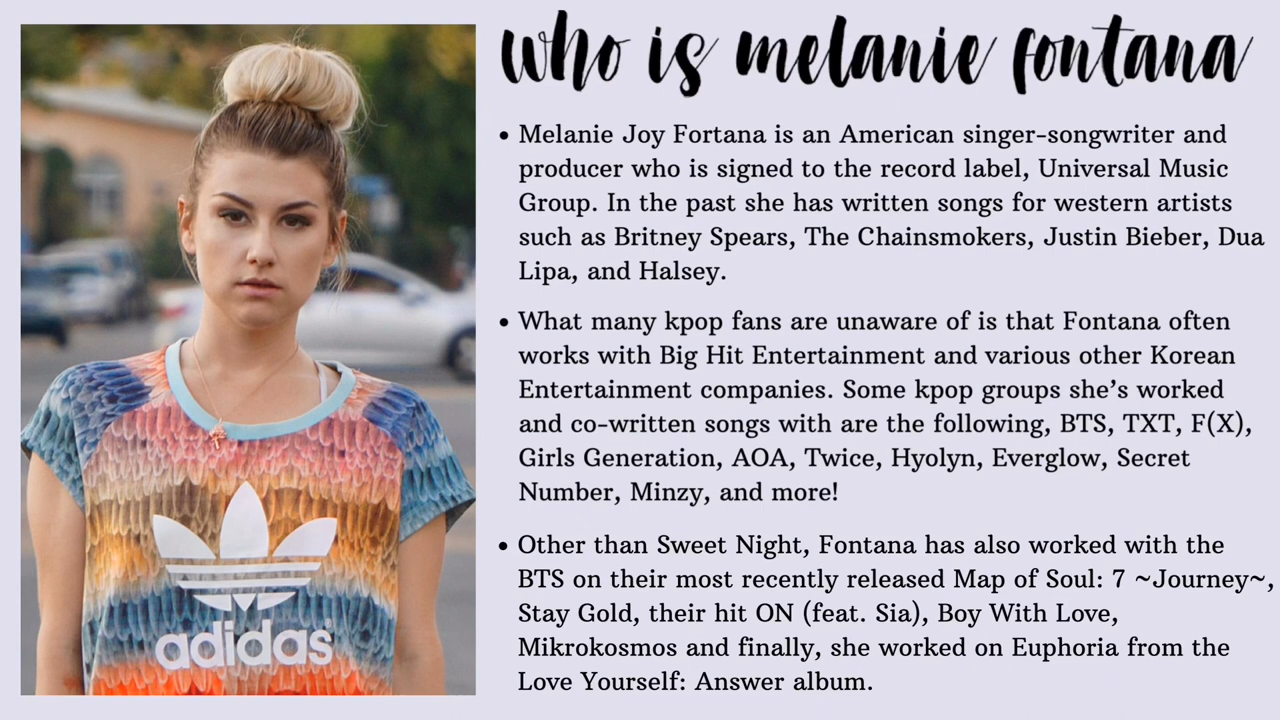 who is melanie fontana
• Melanie Joy Fortana is an American singer-songwriter and
producer who is signed to the record label, Universal Music
Group. In the past she has written songs for western artists
such as Britney Spears, The Chainsmokers, Justin Bieber, Dua
Lipa, and Halsey.
• What many kpop fans are unaware of is that Fontana often
works with Big Hit Entertainment and various other Korean
Entertainment companies. Some kpop groups she’s worked
and co-written songs with are the following, BTS, TXT, F(X),
Girls Generation, AOA, Twice, Hyolyn, Everglow, Secret
Number, Minzy, and more!
• Other than Sweet Night, Fontana has also worked with the
BTS on their most recently released Map of Soul: 7 ~Journey~,
Stay Gold, their hit ON (feat. Sia), Boy With Love,
Mikrokosmos and finally, she worked on Euphoria from the
Love Yourself: Answer album.
adidas